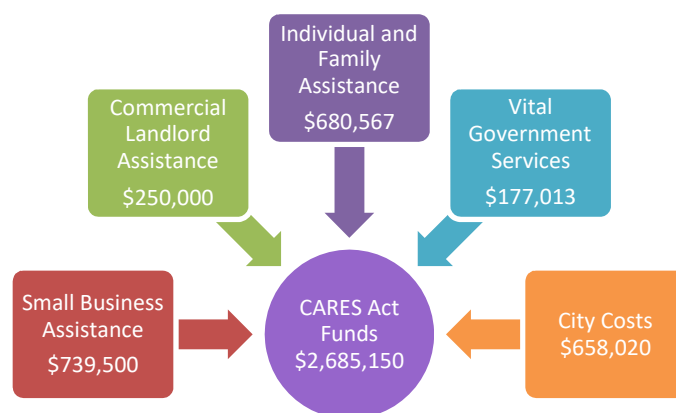 Individual and
Family
Assistance
$680,567
Commercial
Landlord
Assistance
$250,000
Vital
Government
Services
$177,013
Small Business
Assistance
$739,500
CARES Act
Funds
$2,685,150
City Costs
$658,020